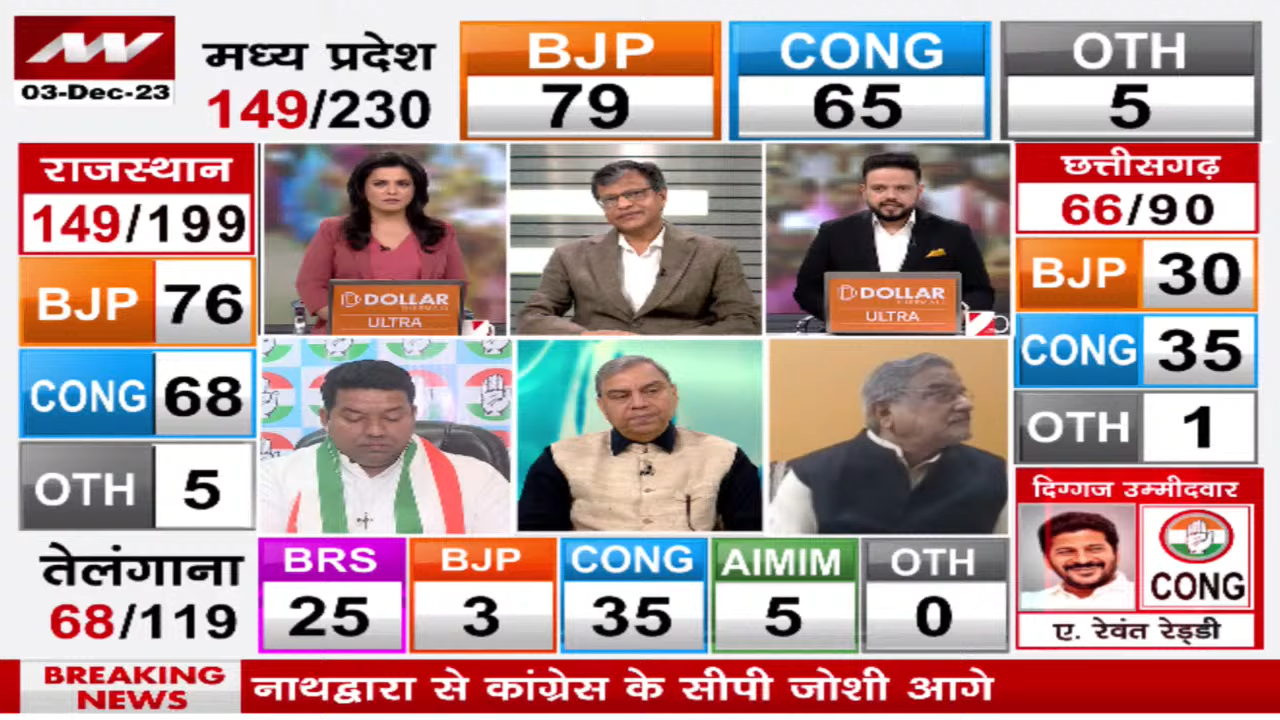 03-Dec-23
मध्य प्रदेश
149/230
BJP
79
CONG
65
OTH
5
राजस्थान
149/199
BJP
76
CONG
68
OTH
5
छत्तीसगढ़
66/90
BJP
30
CONG
35
OTH
1
DOLLAR
ULTRA
DOLLAR
ULTRA
दिग्गज उम्मीदवार
CONG
ए. रेवंत रेड्डी
तेलंगाना
68/119
BRS
25
BJP
3
CONG
35
AIMIM
5
OTH
0
BREAKING NEWS
नाथद्वारा से कांग्रेस के सीपी जोशी आगे